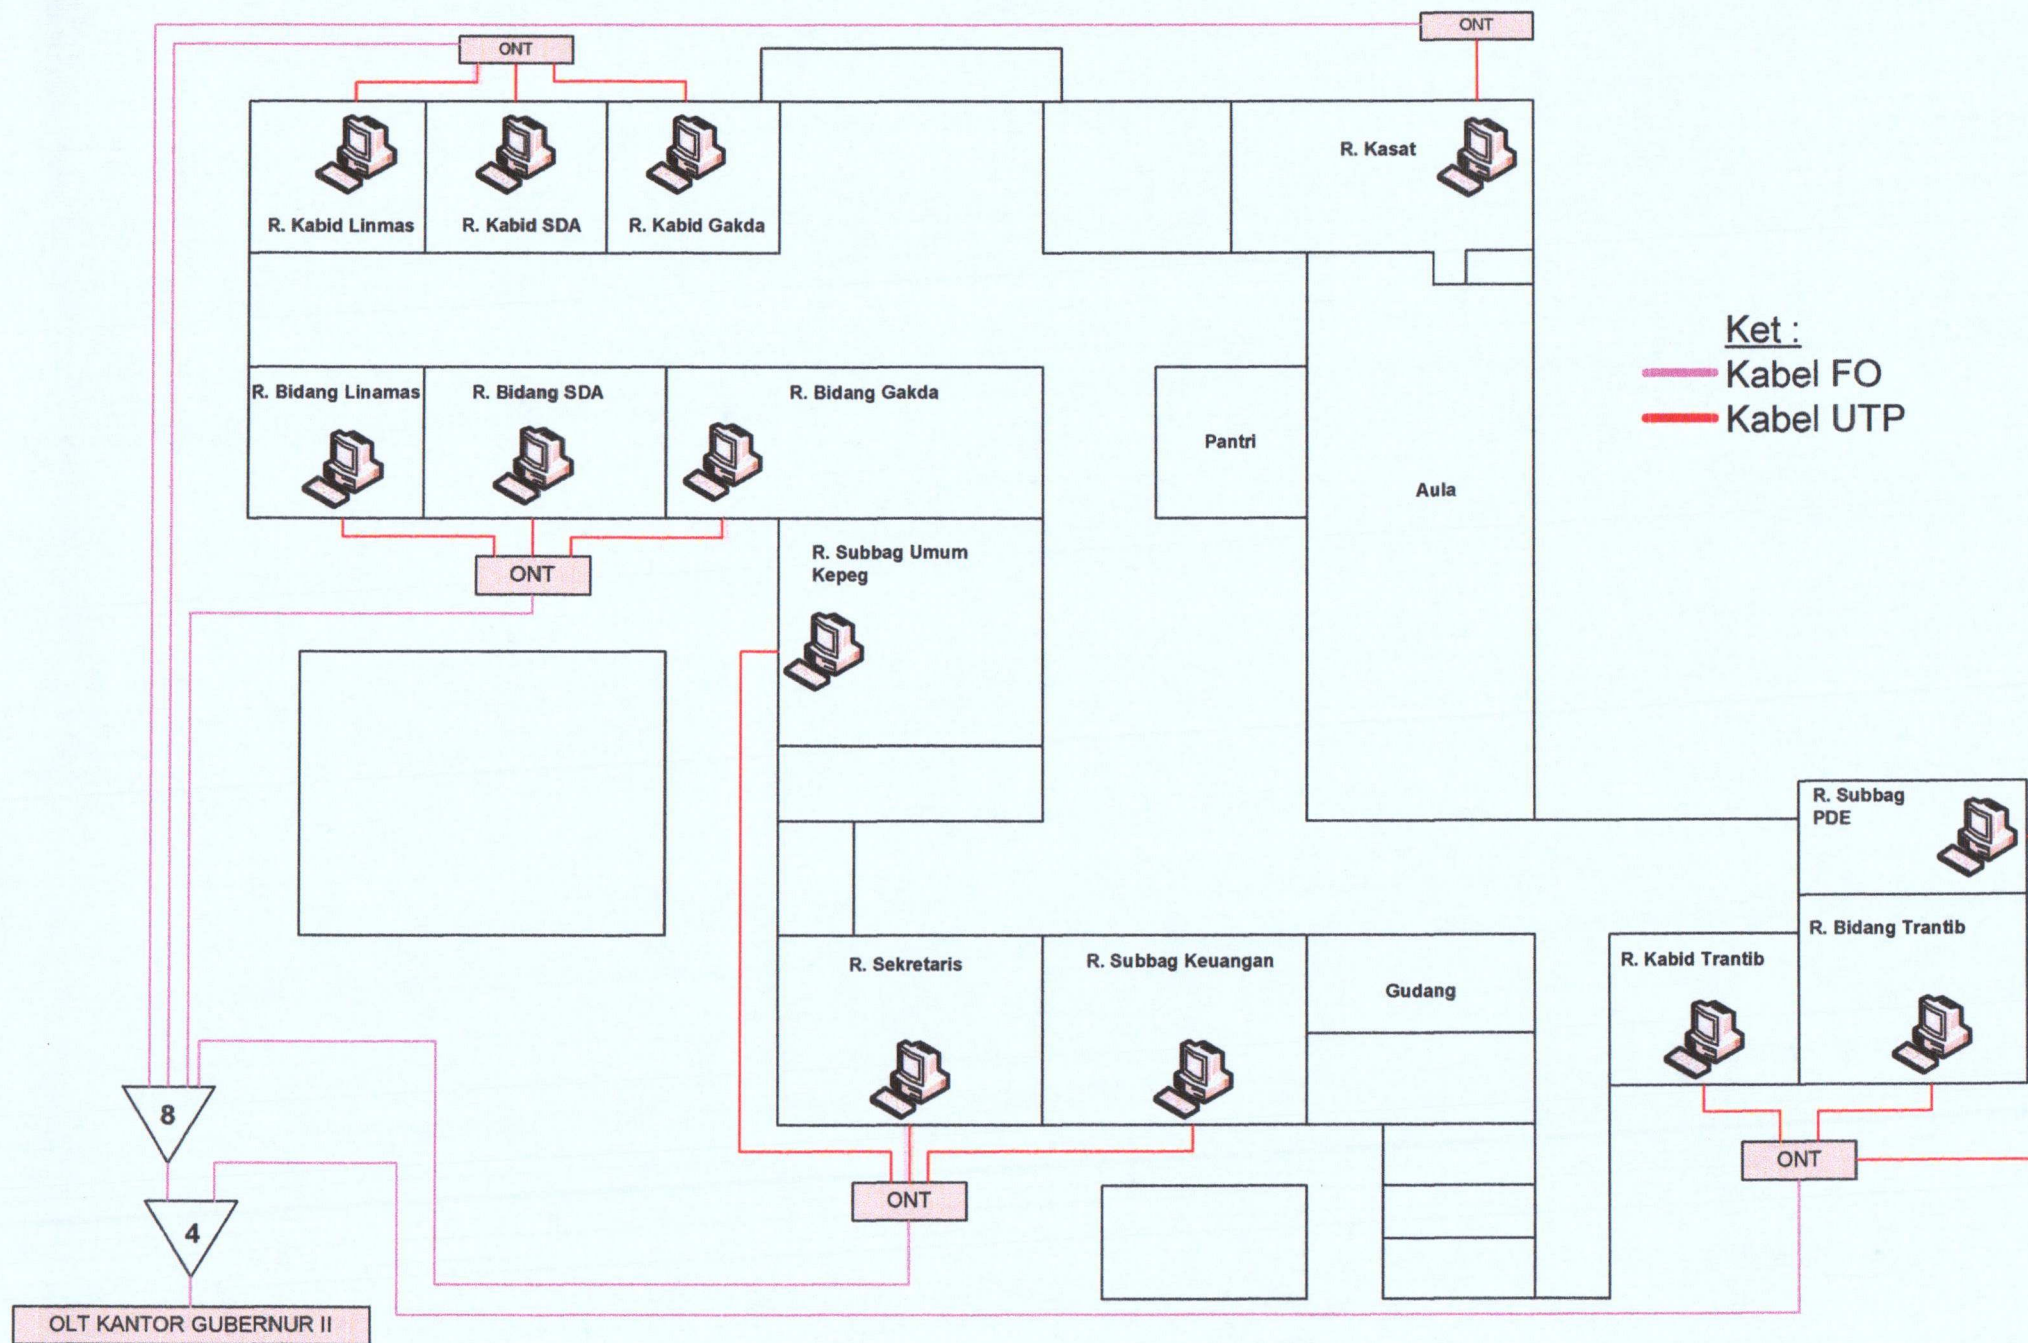 ONT
ONT
R. Kasat
R. Kabid Linmas
R. Kabid SDA
R. Kabid Gakda
Ket :
Kabel FO
Kabel UTP
R. Bidang Linamas
R. Bidang SDA
R. Bidang Gakda
Pantri
Aula
ONT
R. Subbag Umum
Kepeg
R. Subbag
PDE
R. Bidang Trantib
R. Sekretaris
R. Subbag Keuangan
Gudang
R. Kabid Trantib
8
ONT
ONT
4
OLT KANTOR GUBERNUR II